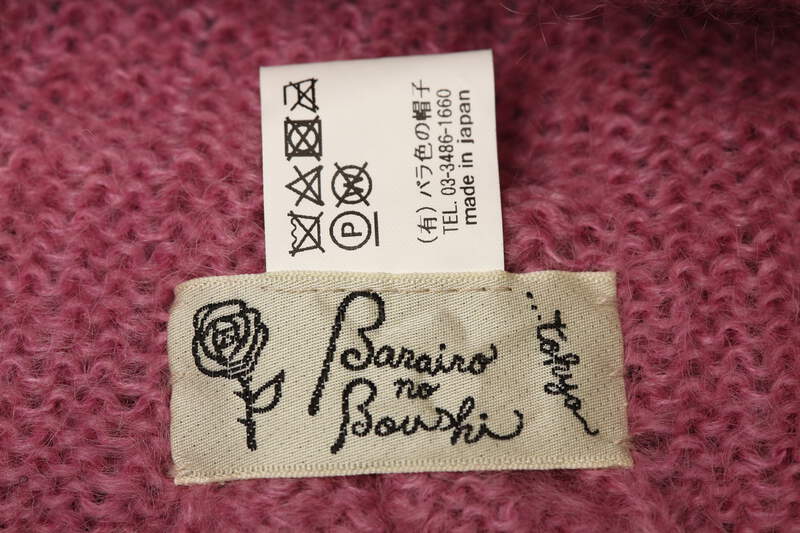 (有)バラ色の帽子
TEL. 03-3486-1660
made in japan
P
W
Barairo
no
Boushi
...tokyo